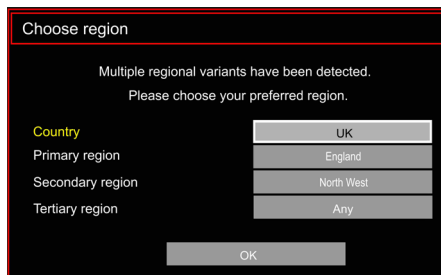 Choose region
Multiple regional variants have been detected.
Please choose your preferred region.
Country UK
Primary region England
Secondary region North West
Tertiary region Any
OK